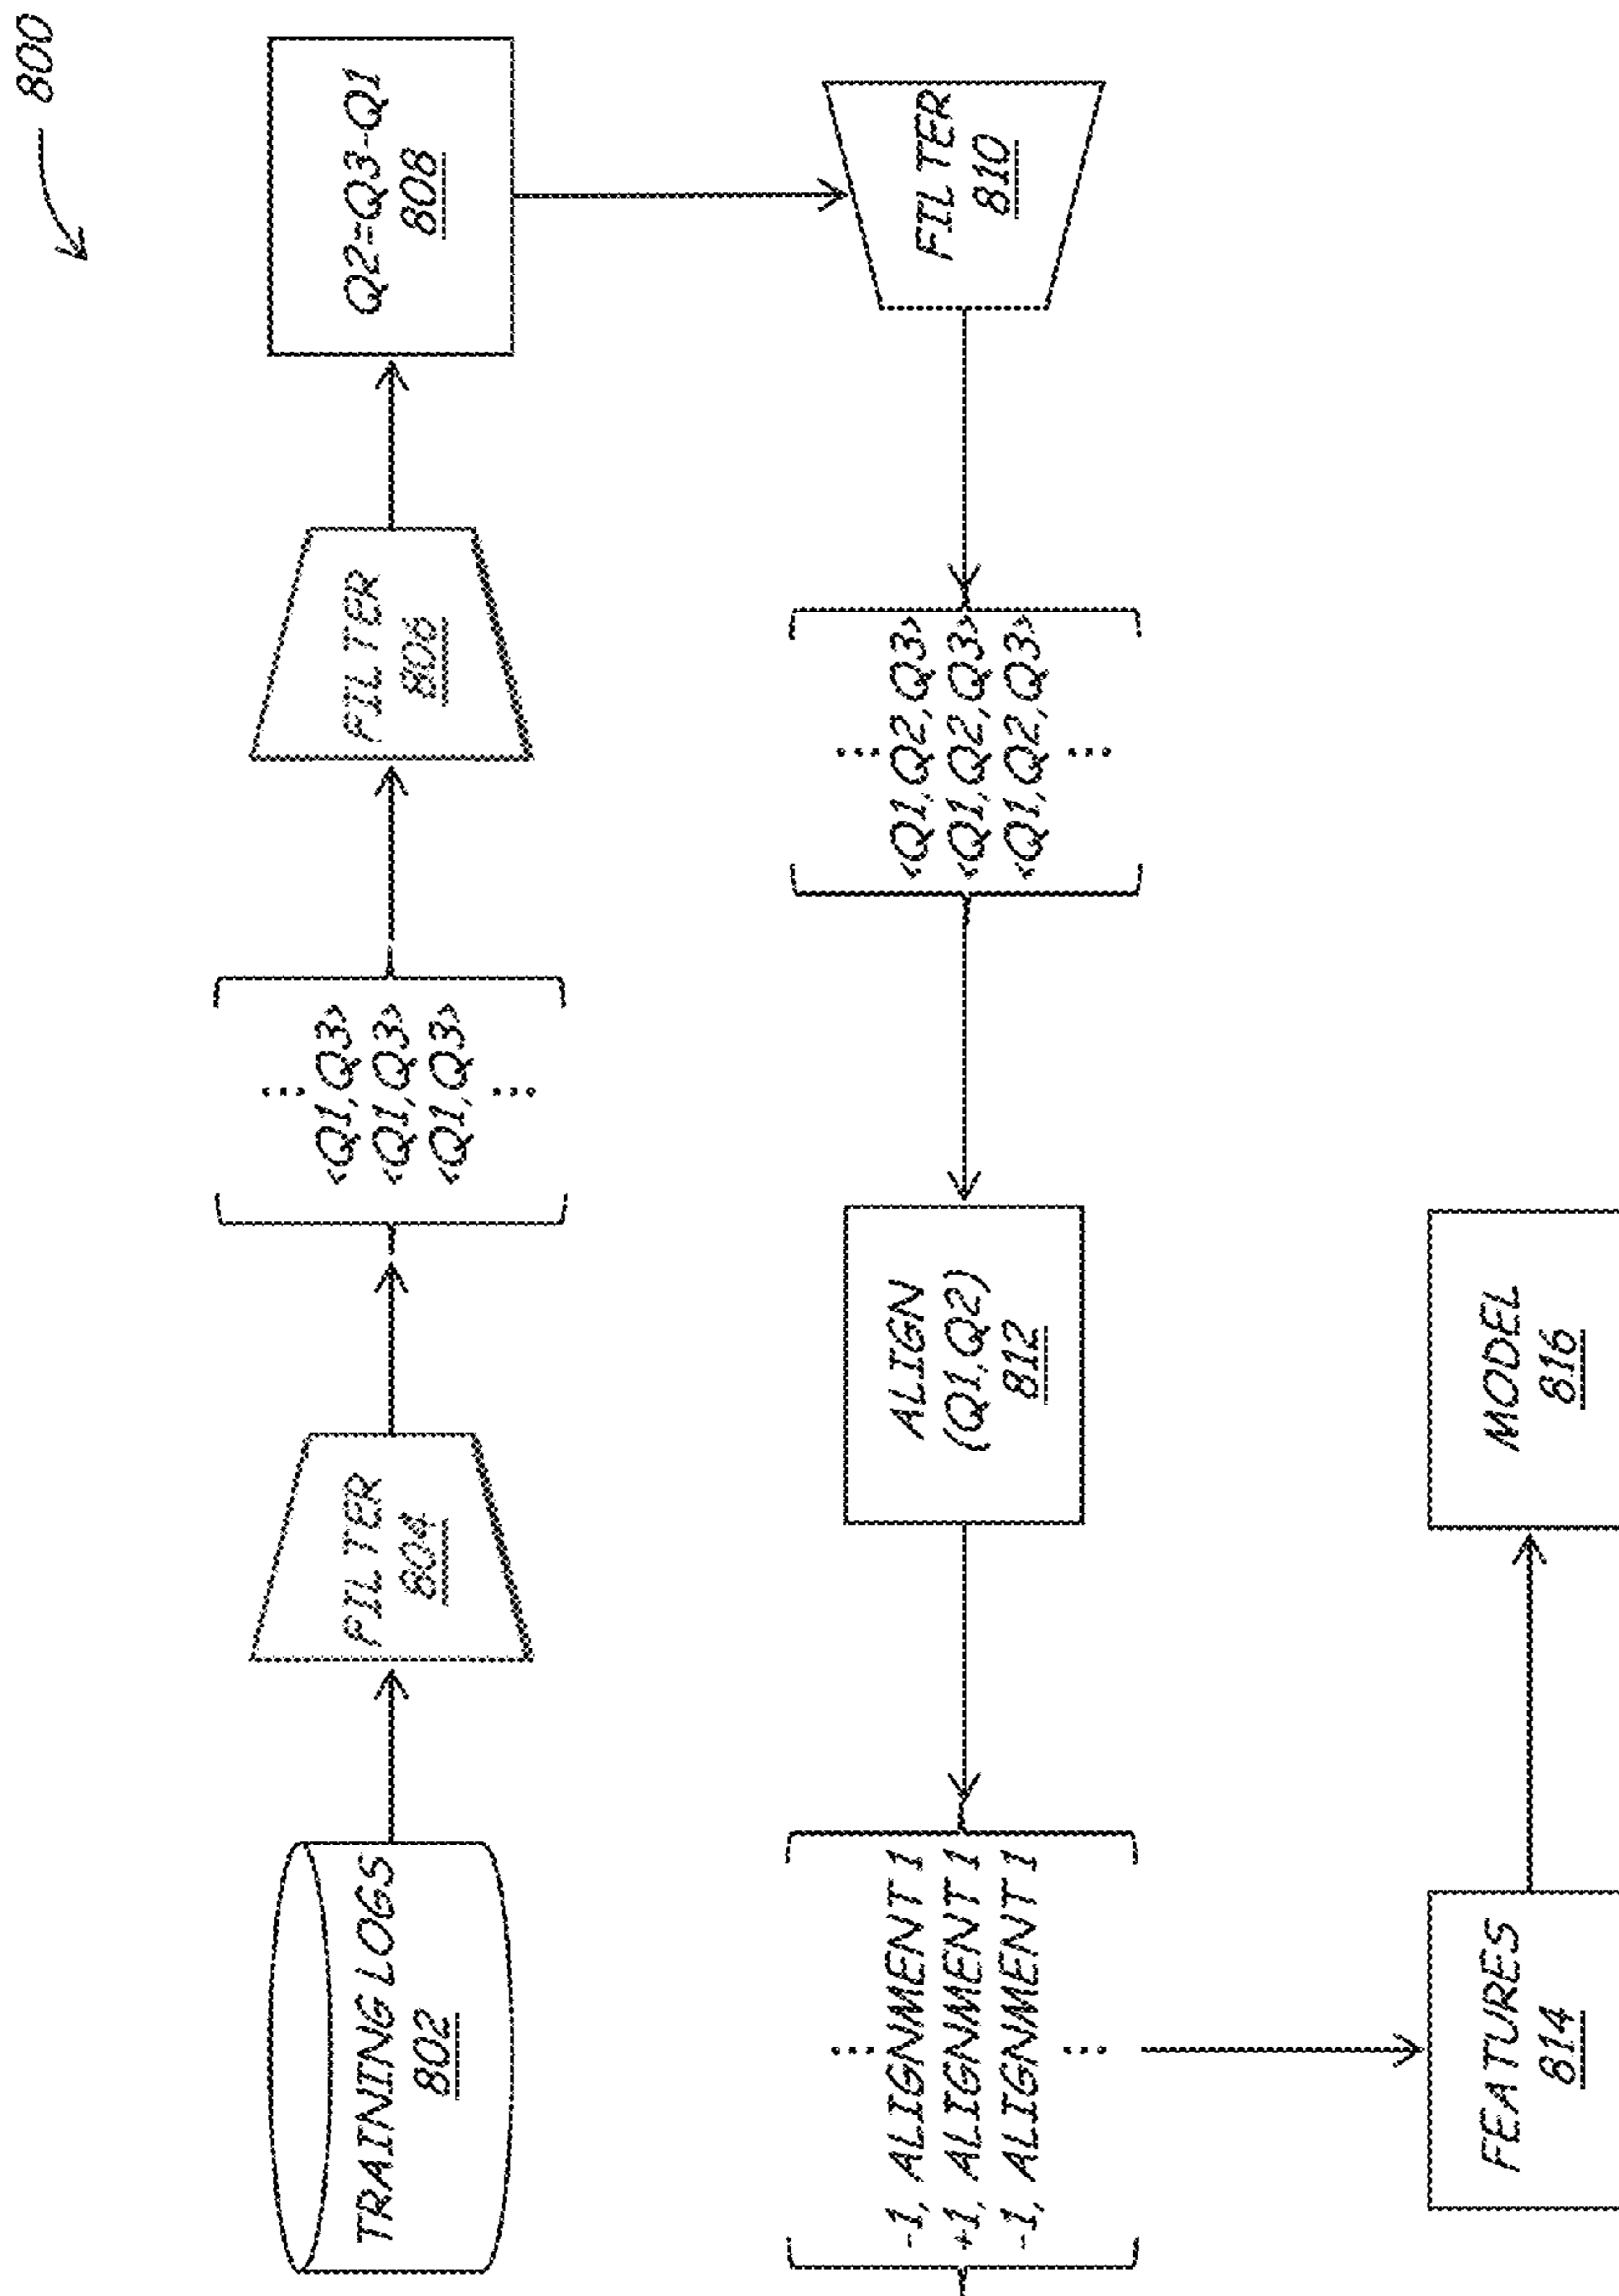 800
TRAINING LOGS
802
FILTER
804
<Q1,Q3>
<Q1,Q3>
<Q1,Q3>
FILTER
806
Q2=Q3-Q1
808
FILTER
810
<Q1,Q2,Q3>
<Q1,Q2,Q3>
<Q1,Q2,Q3>
ALIGN
(Q1,Q2)
812
-1, ALIGNMENT 1
+1, ALIGNMENT 1
-1, ALIGNMENT 1
FEATURES
814
MODEL
816